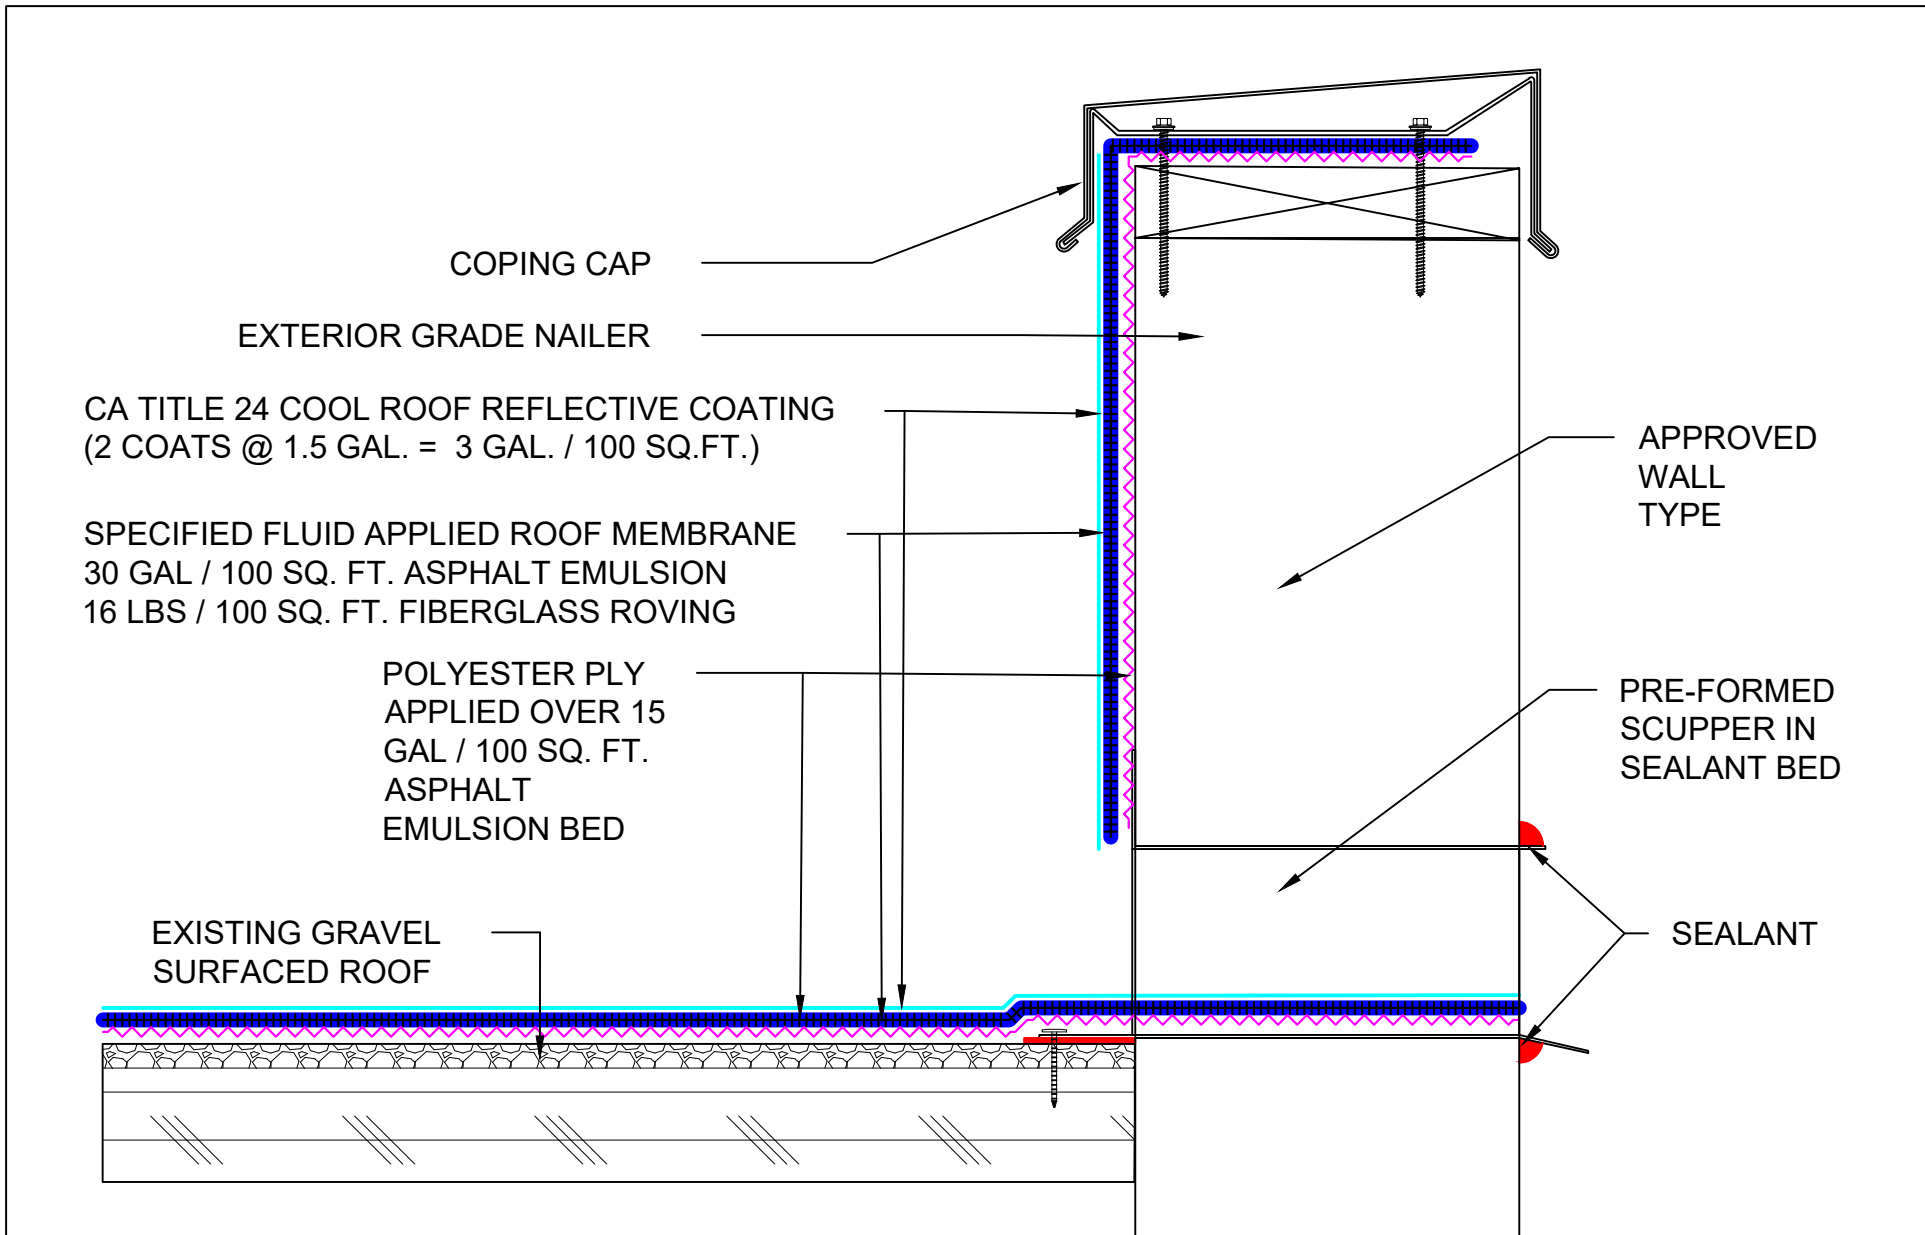 COPING CAP
EXTERIOR GRADE NAILER
CA TITLE 24 COOL ROOF REFLECTIVE COATING
(2 COATS @ 1.5 GAL. = 3 GAL. / 100 SQ.FT.)
SPECIFIED FLUID APPLIED ROOF MEMBRANE
30 GAL / 100 SQ. FT. ASPHALT EMULSION
16 LBS / 100 SQ. FT. FIBERGLASS ROVING
POLYESTER PLY
APPLIED OVER 15
GAL / 100 SQ. FT.
ASPHALT
EMULSION BED
EXISTING GRAVEL
SURFACED ROOF
APPROVED
WALL
TYPE
PRE-FORMED
SCUPPER IN
SEALANT BED
SEALANT